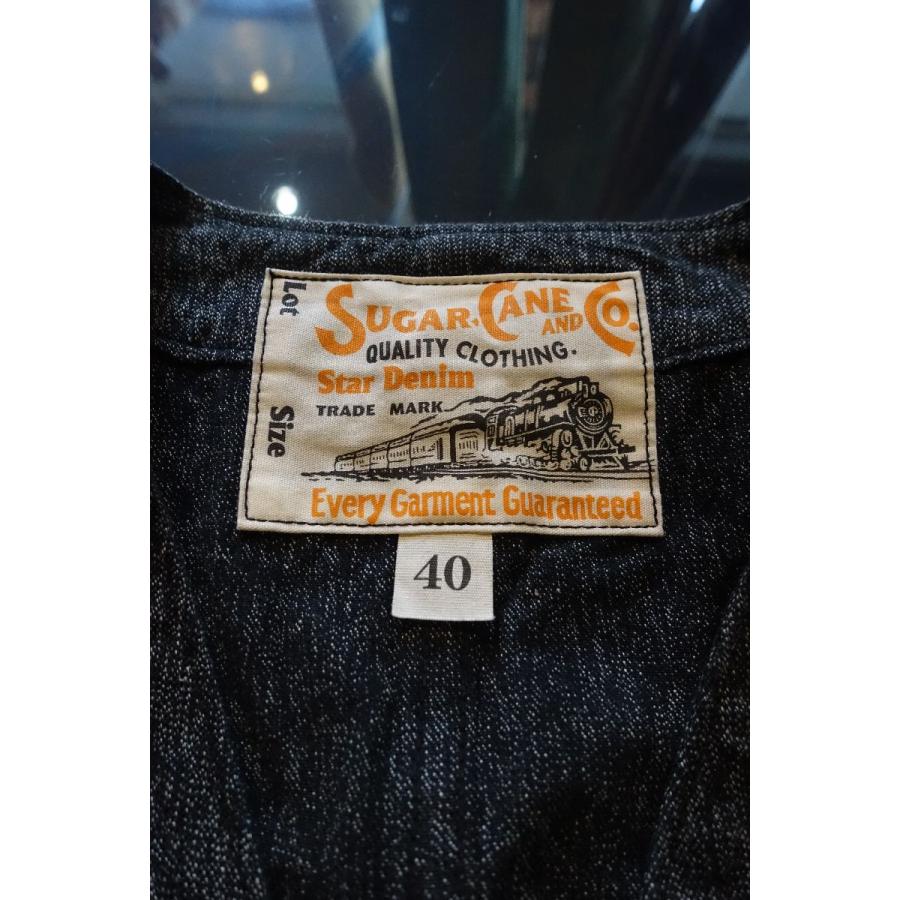 Lot
Size
SUGAR CANE AND CO.
QUALITY CLOTHING.
Star Denim
TRADE MARK
Every Garment Guaranteed
40